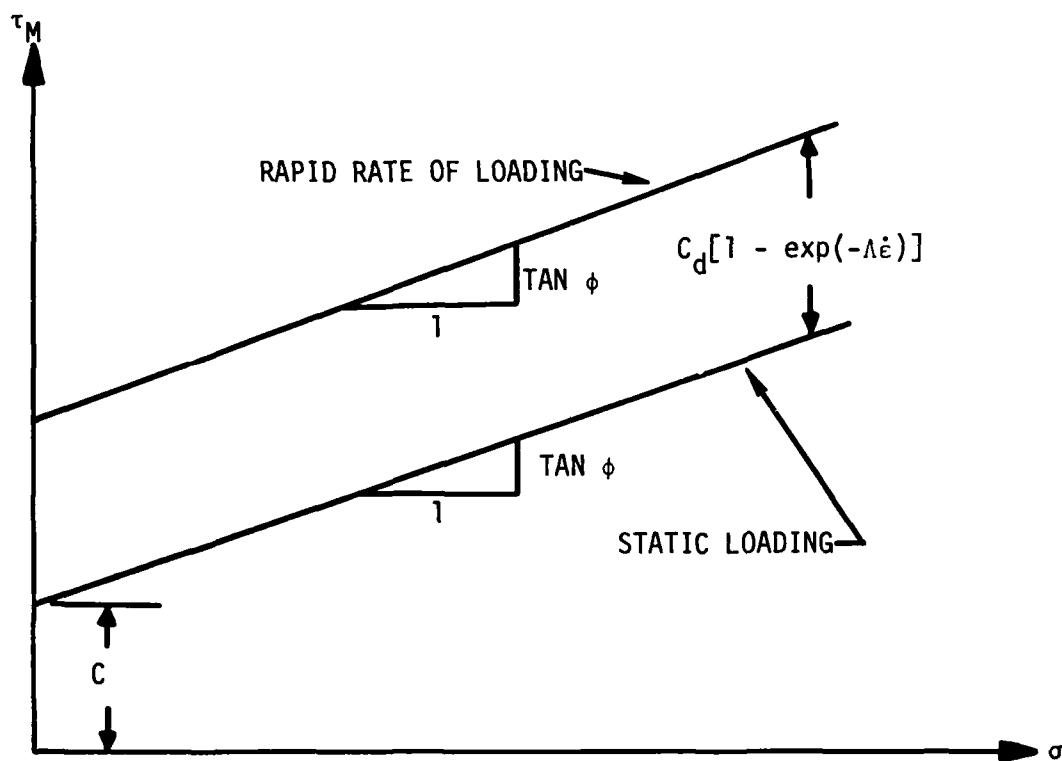 τM
RAPID RATE OF LOADING
Cd[1 - exp(-Λε̇)]
TAN φ
1
TAN φ
1
STATIC LOADING
C
σ